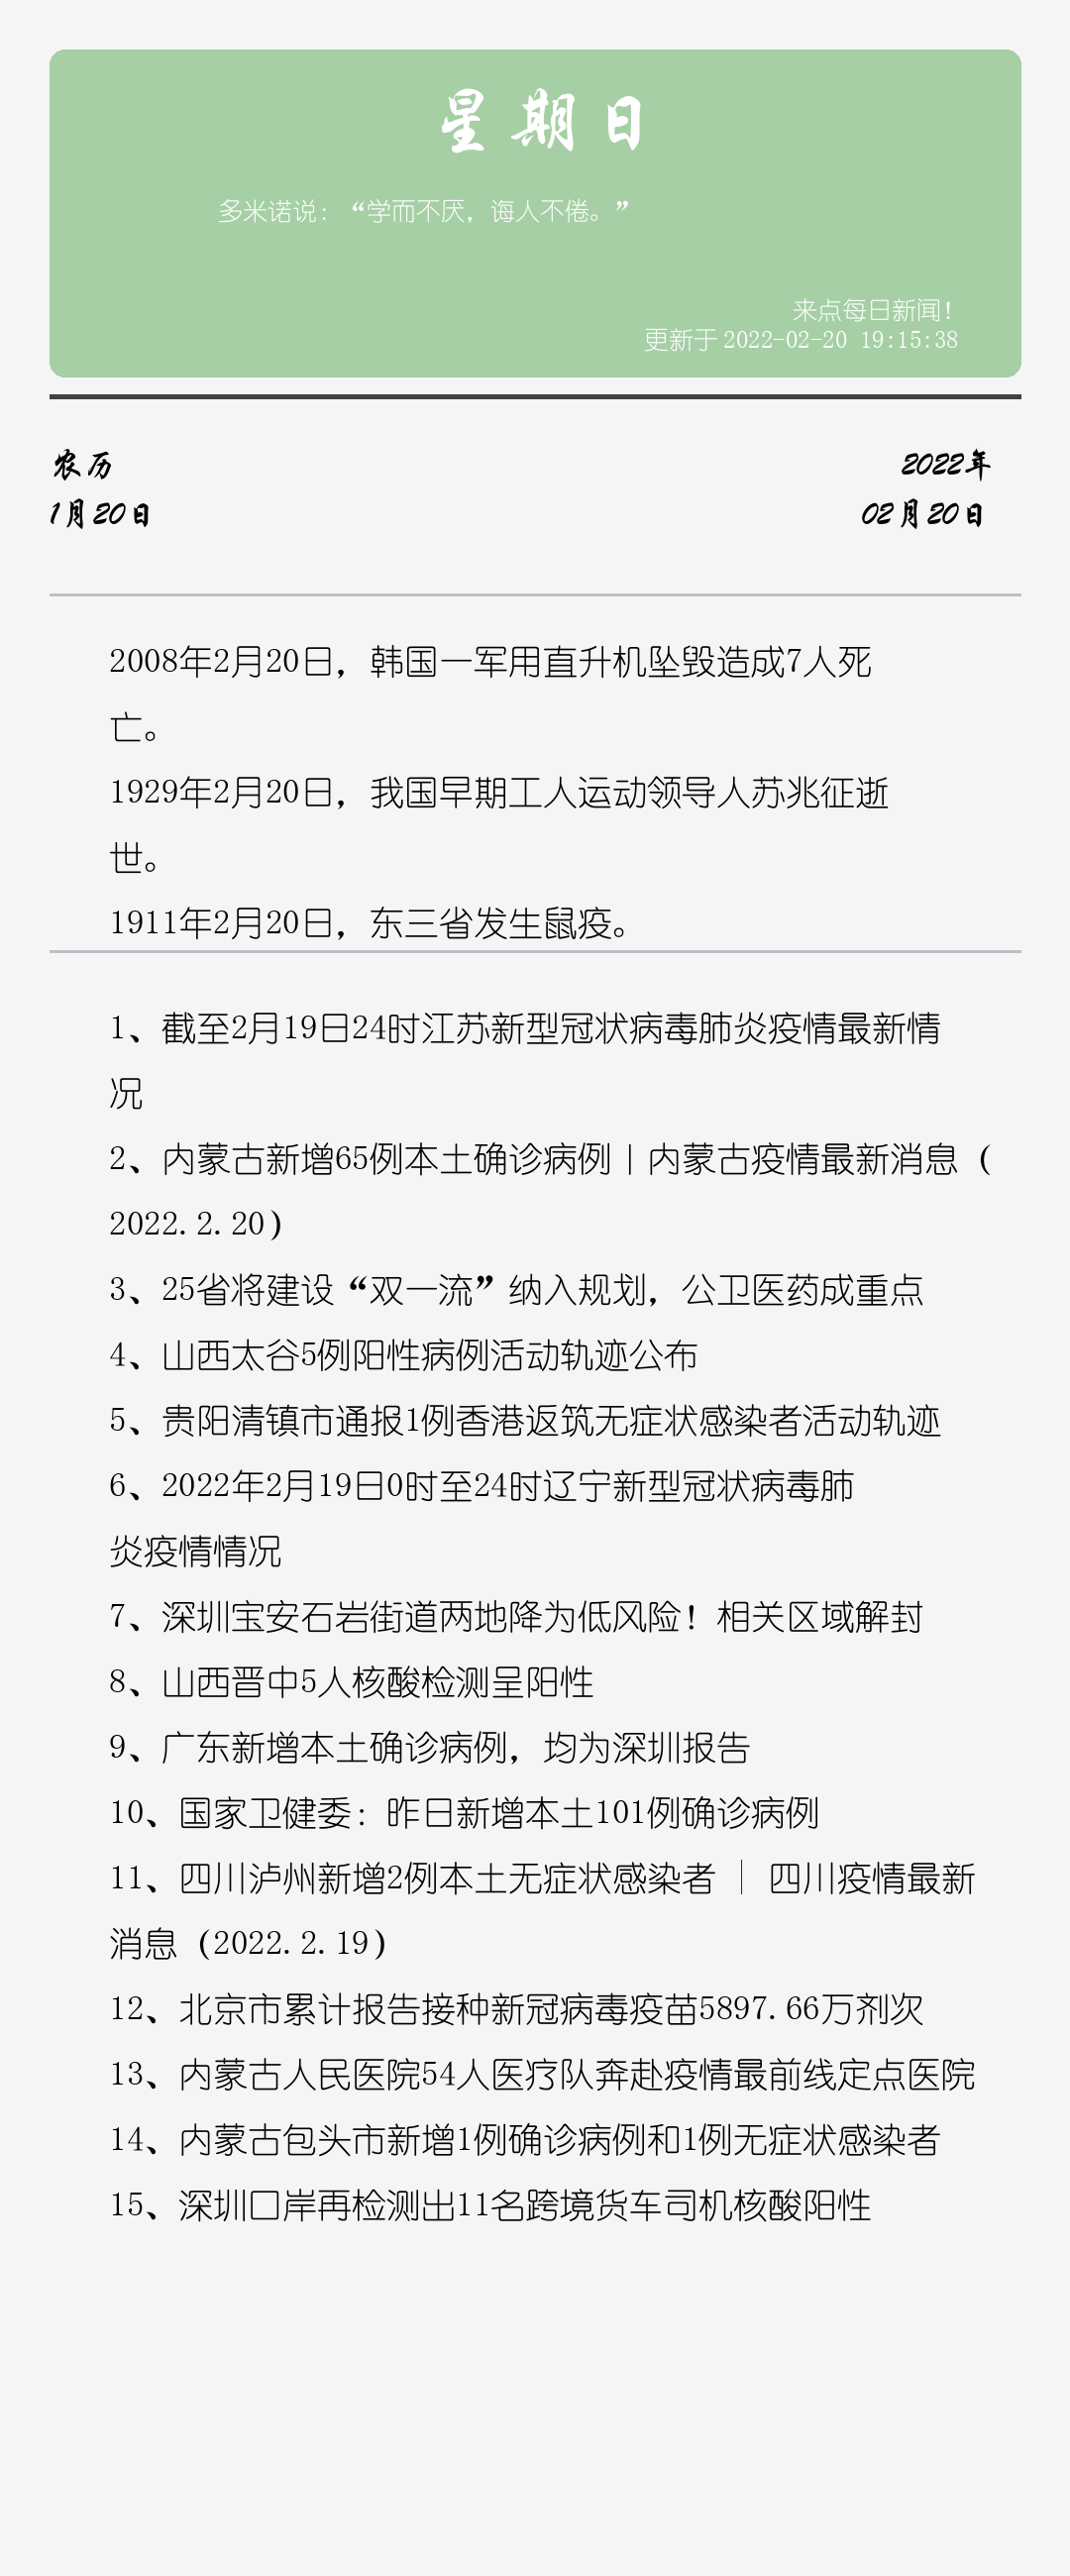 星期日
多米诺说：“学而不厌，诲人不倦。”
来点每日新闻！
更新于 2022-02-20 19:15:38
农历
2022年
1月20日
02月20日
2008年2月20日，韩国一军用直升机坠毁造成7人死
亡。
1929年2月20日，我国早期工人运动领导人苏兆征逝
世。
1911年2月20日，东三省发生鼠疫。
1、截至2月19日24时江苏新型冠状病毒肺炎疫情最新情
况
2、内蒙古新增65例本土确诊病例丨内蒙古疫情最新消息（
2022.2.20）
3、25省将建设“双一流”纳入规划，公卫医药成重点
4、山西太谷5例阳性病例活动轨迹公布
5、贵阳清镇市通报1例香港返筑无症状感染者活动轨迹
6、2022年2月19日0时至24时辽宁新型冠状病毒肺
炎疫情情况
7、深圳宝安石岩街道两地降为低风险！相关区域解封
8、山西晋中5人核酸检测呈阳性
9、广东新增本土确诊病例，均为深圳报告
10、国家卫健委：昨日新增本土101例确诊病例
11、四川泸州新增2例本土无症状感染者 │ 四川疫情最新
消息（2022.2.19）
12、北京市累计报告接种新冠病毒疫苗5897.66万剂次
13、内蒙古人民医院54人医疗队奔赴疫情最前线定点医院
14、内蒙古包头市新增1例确诊病例和1例无症状感染者
15、深圳口岸再检测出11名跨境货车司机核酸阳性